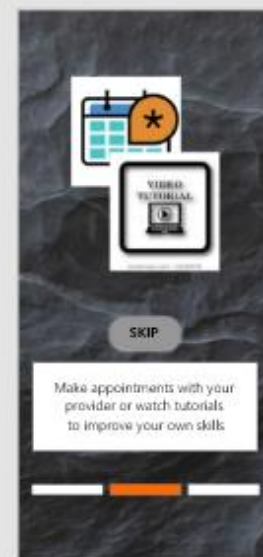 VIDEO
TUTORIAL
SKIP
Make appointments with your
provider or watch tutorials
to improve your own skills